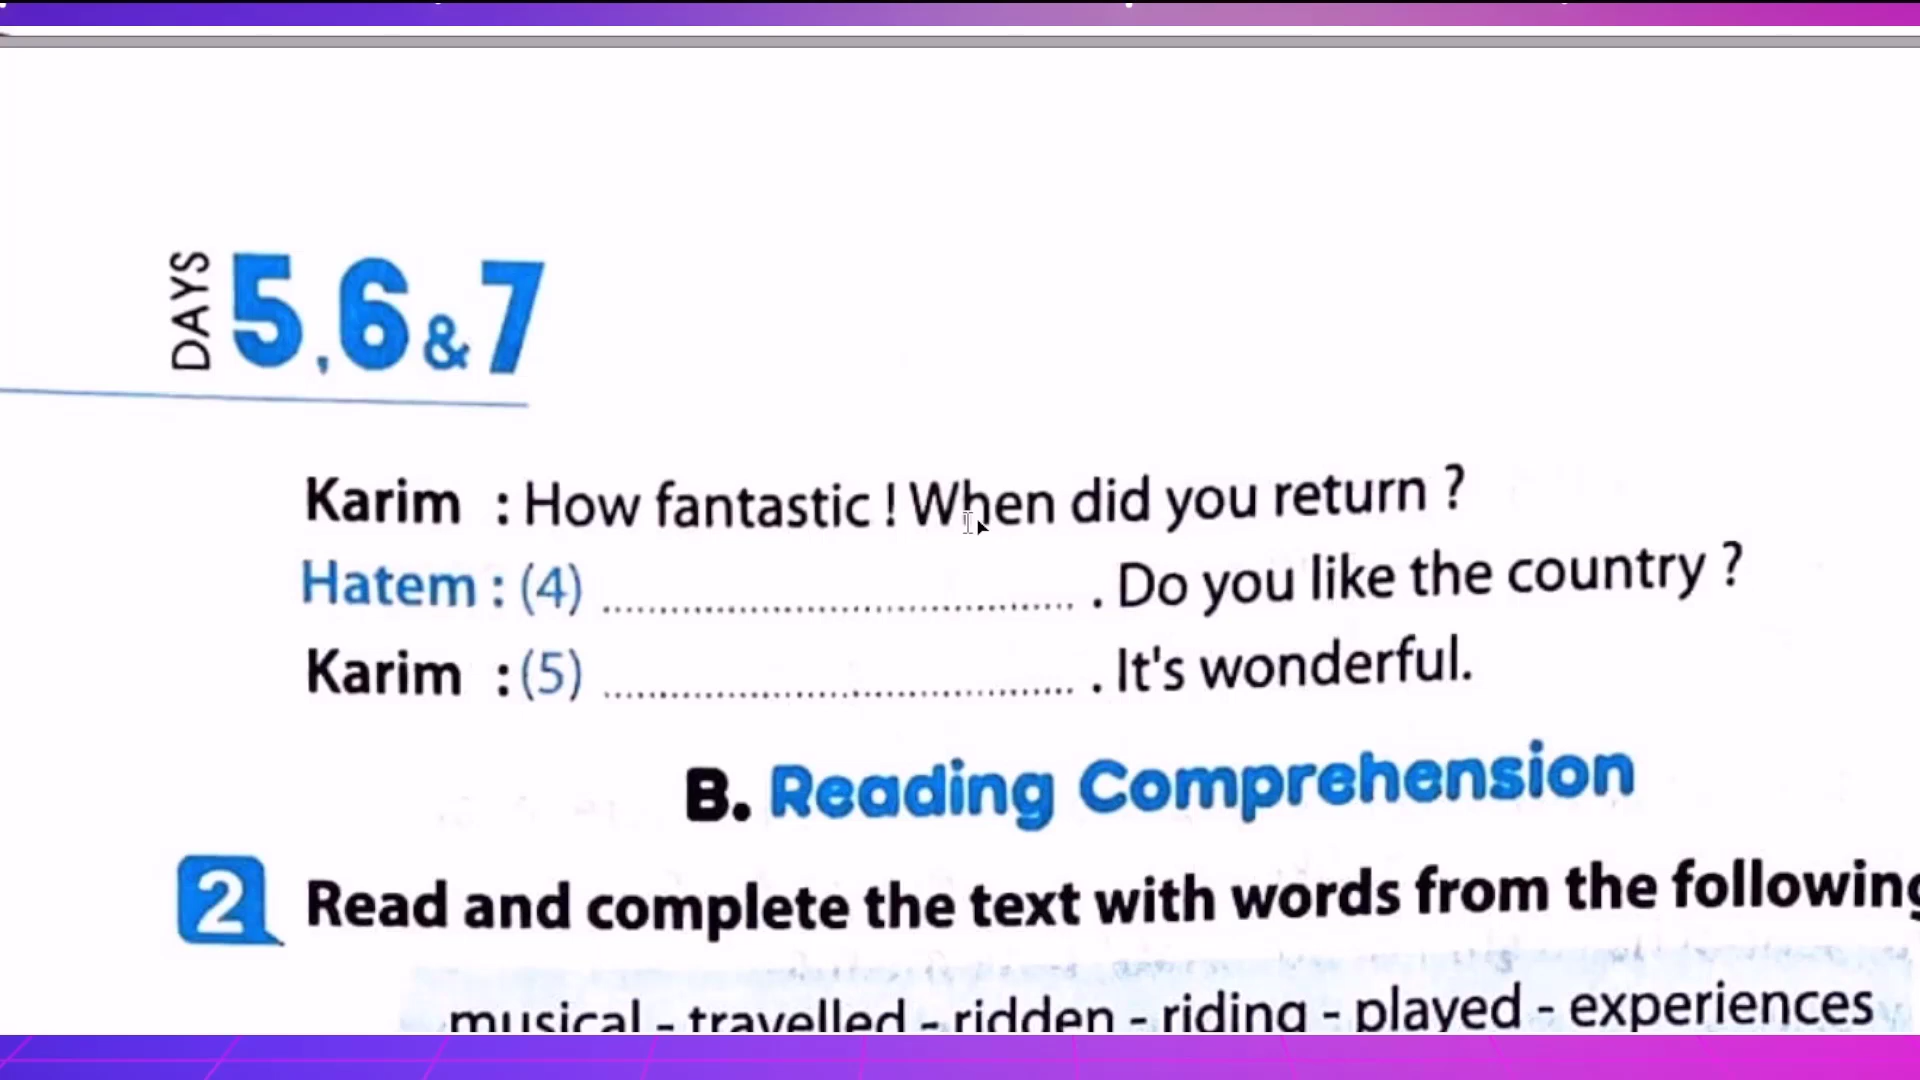 DAYS 5, 6 & 7
Karim : How fantastic ! When did you return ?
Hatem : (4) ........................................ . Do you like the country ?
Karim : (5) ........................................ . It's wonderful.
B. Reading Comprehension
2 Read and complete the text with words from the following
musical - travelled - ridden - riding - played - experiences